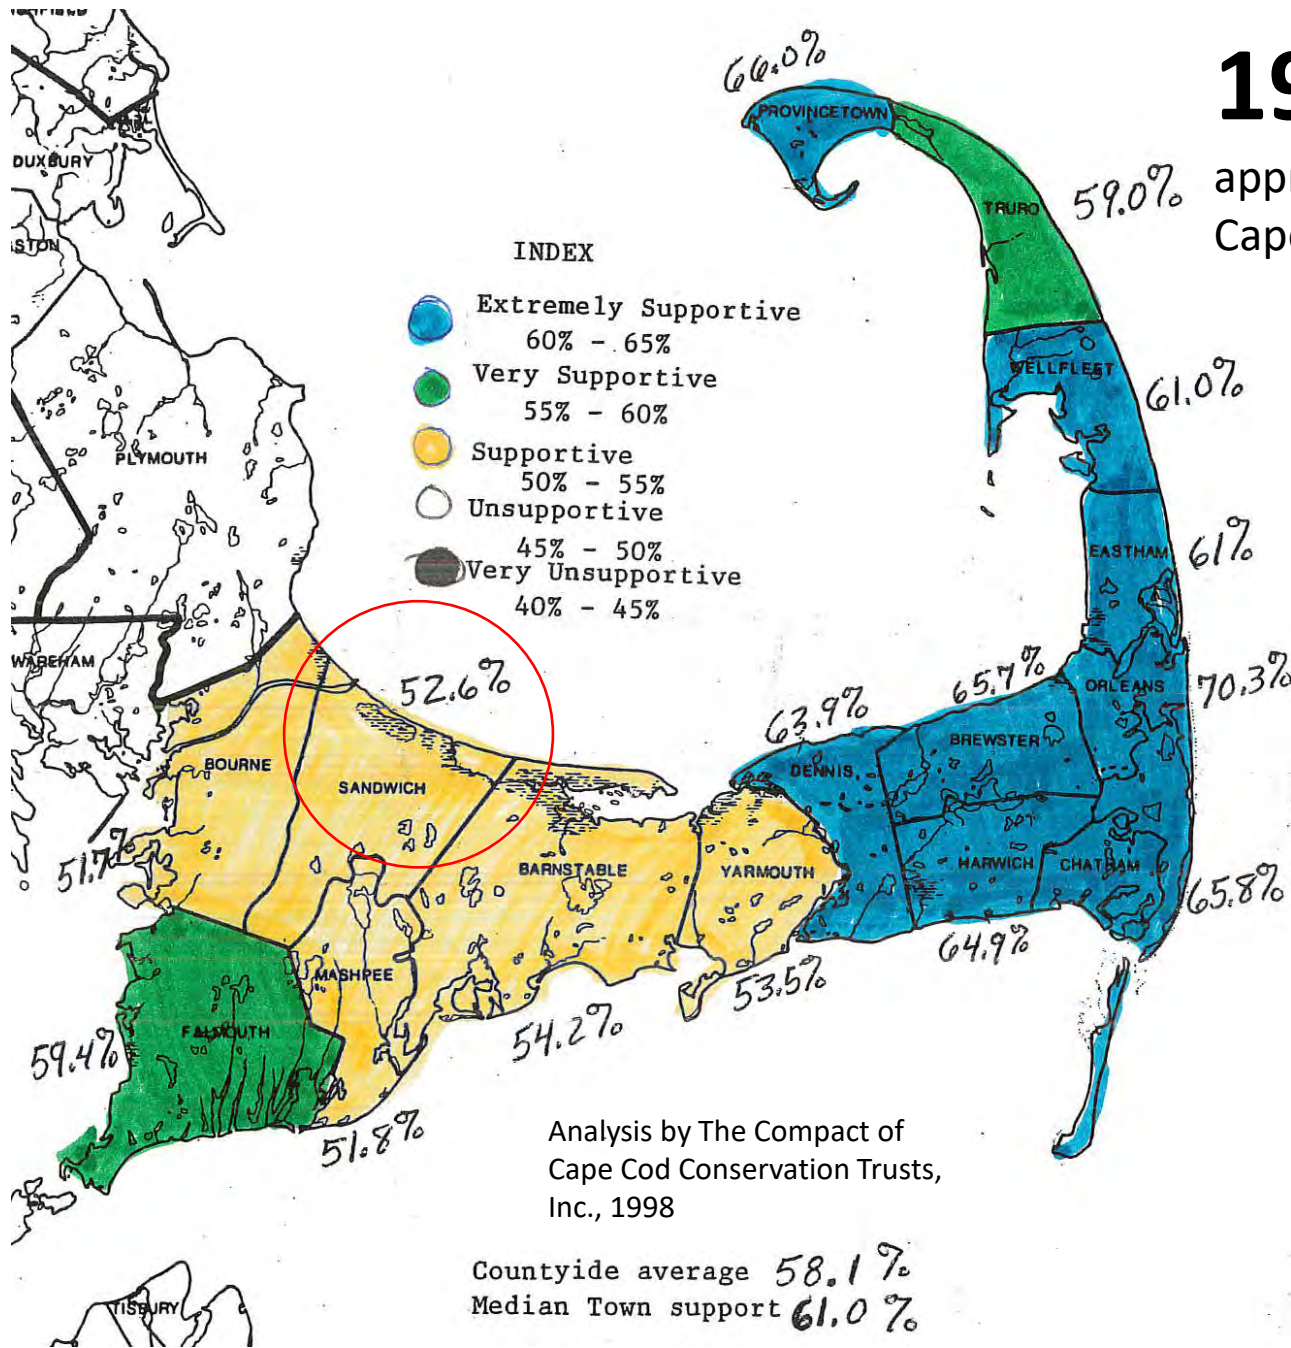 66.0%
19
PROVINCETOWN
DUXBURY
59.0%
appr
TRURO
Cape
STON
INDEX
Extremely Supportive
60% - 65%
Very Supportive
55% - 60%
Supportive
50% - 55%
Unsupportive
45% - 50%
Very Unsupportive
40% - 45%
WELLFLEET
61.0%
PLYMOUTH
EASTHAM
61%
WAREHAM
52.6%
65.7%
ORLEANS
70.3%
63.9%
BREWSTER
BOURNE
DENNIS
SANDWICH
51.7%
BARNSTABLE
YARMOUTH
HARWICH
CHATHAM
65.8%
64.9%
MASHPEE
53.5%
54.2%
FALMOUTH
59.4%
51.8%
Analysis by The Compact of
Cape Cod Conservation Trusts,
Inc., 1998
Countyide average 58.1%
Median Town support 61.0%
TISBURY